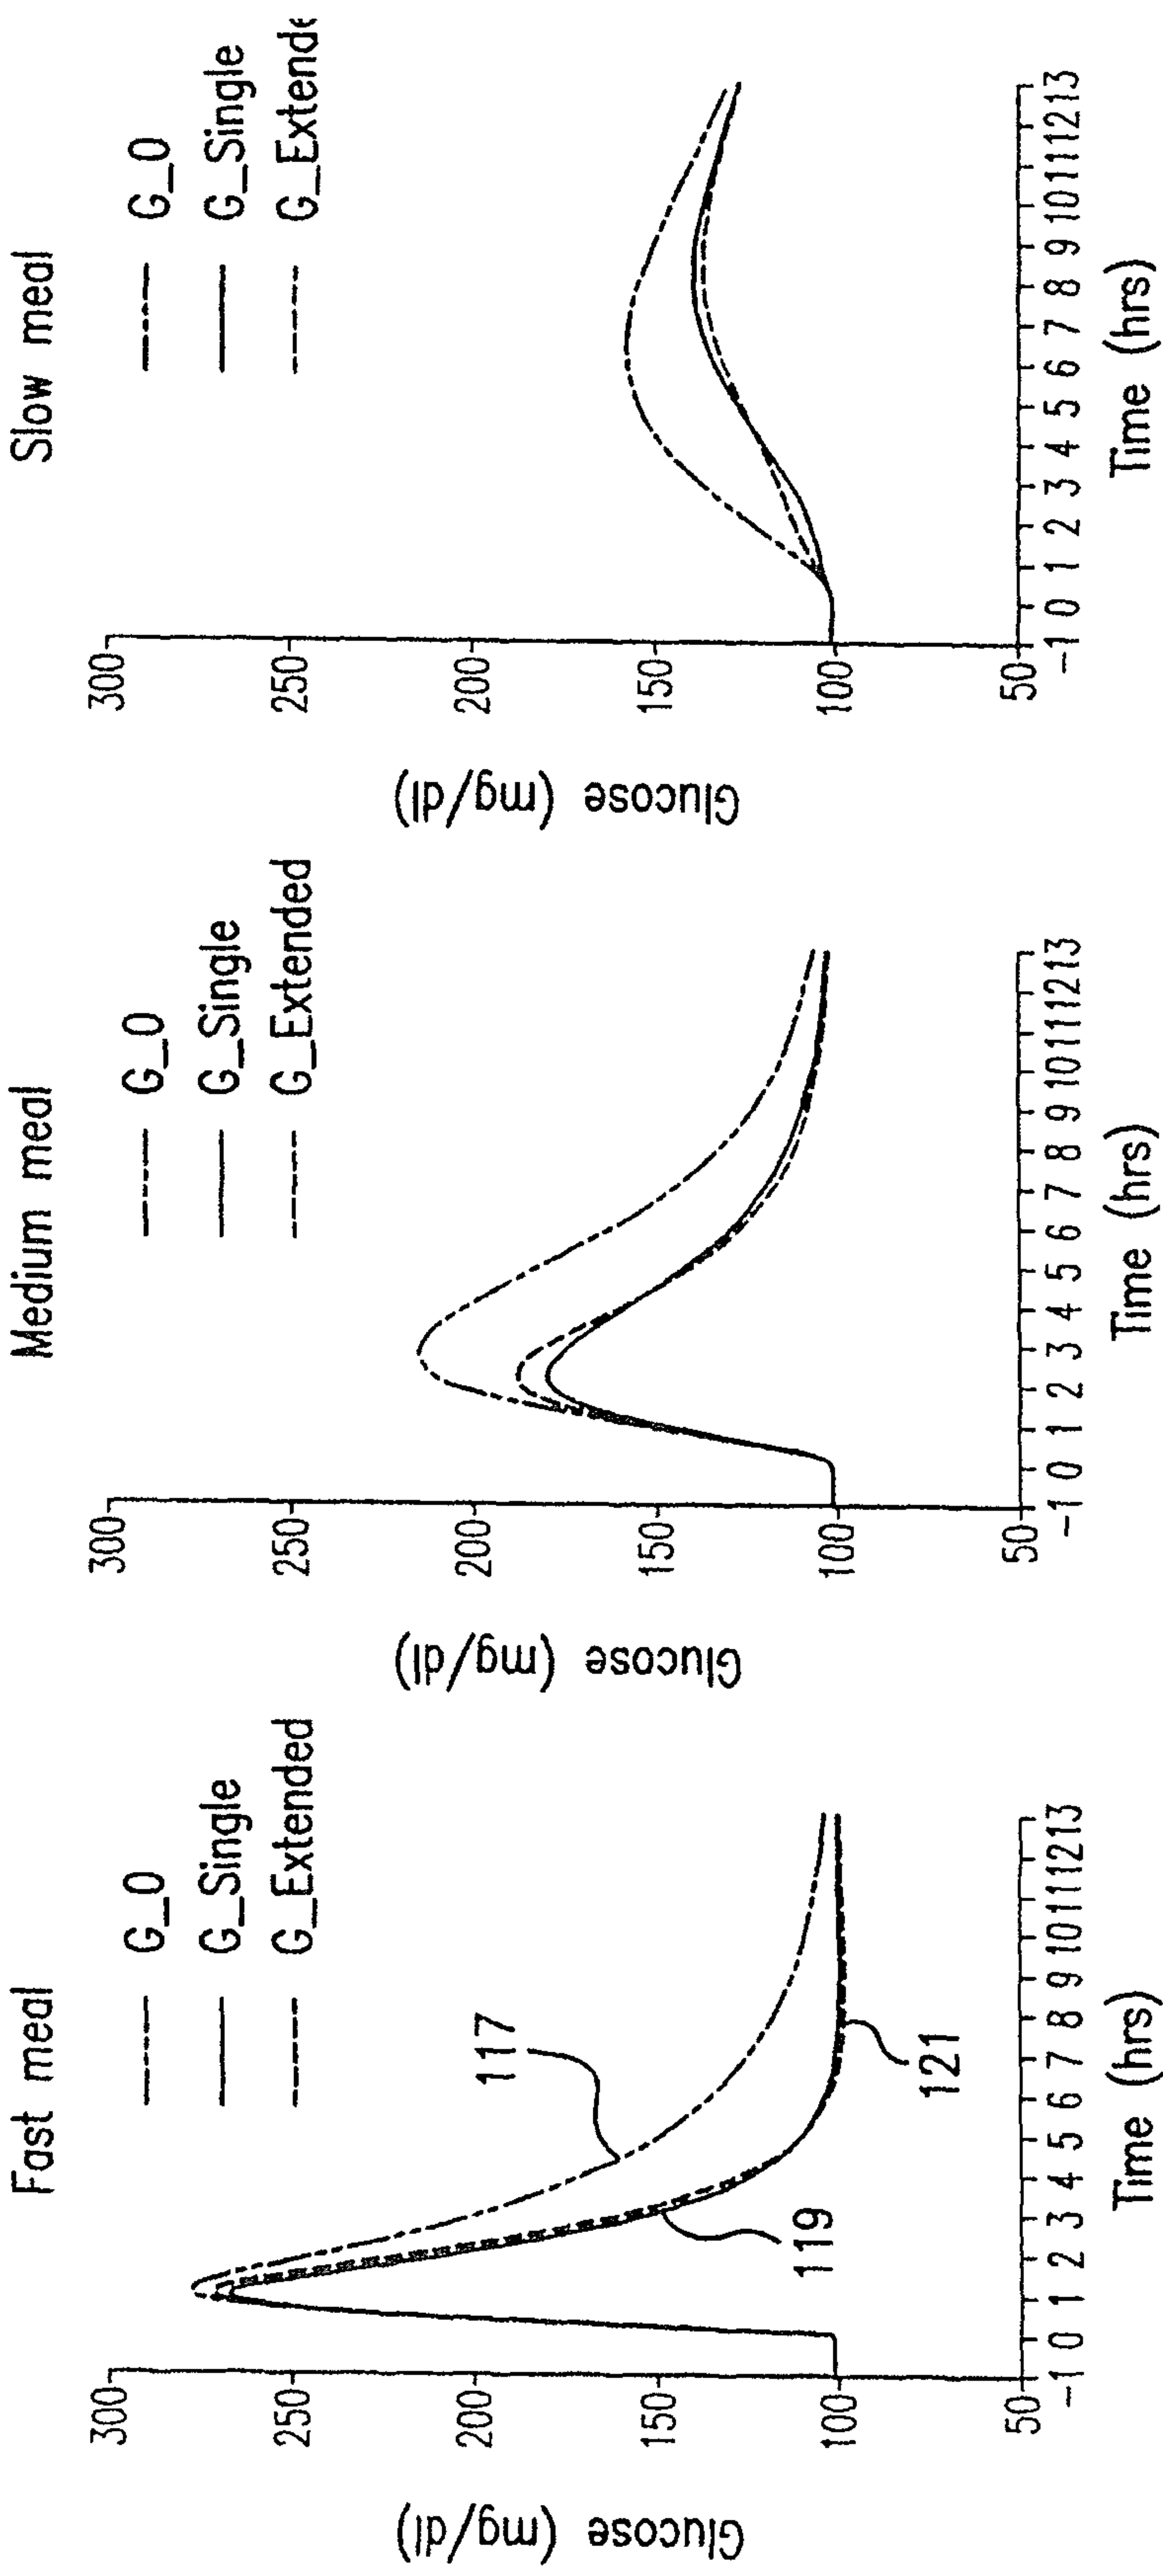 Fast meal
G_0
G_Single
G_Extended
300
250
200
150
100
50
Glucose (mg/dl)
-1 0 1 2 3 4 5 6 7 8 9 10 11 12 13
Time (hrs)
117
119
121
Medium meal
G_0
G_Single
G_Extended
300
250
200
150
100
50
Glucose (mg/dl)
-1 0 1 2 3 4 5 6 7 8 9 10 11 12 13
Time (hrs)
Slow meal
G_0
G_Single
G_Extende
300
250
200
150
100
50
Glucose (mg/dl)
-1 0 1 2 3 4 5 6 7 8 9 10 11 12 13
Time (hrs)